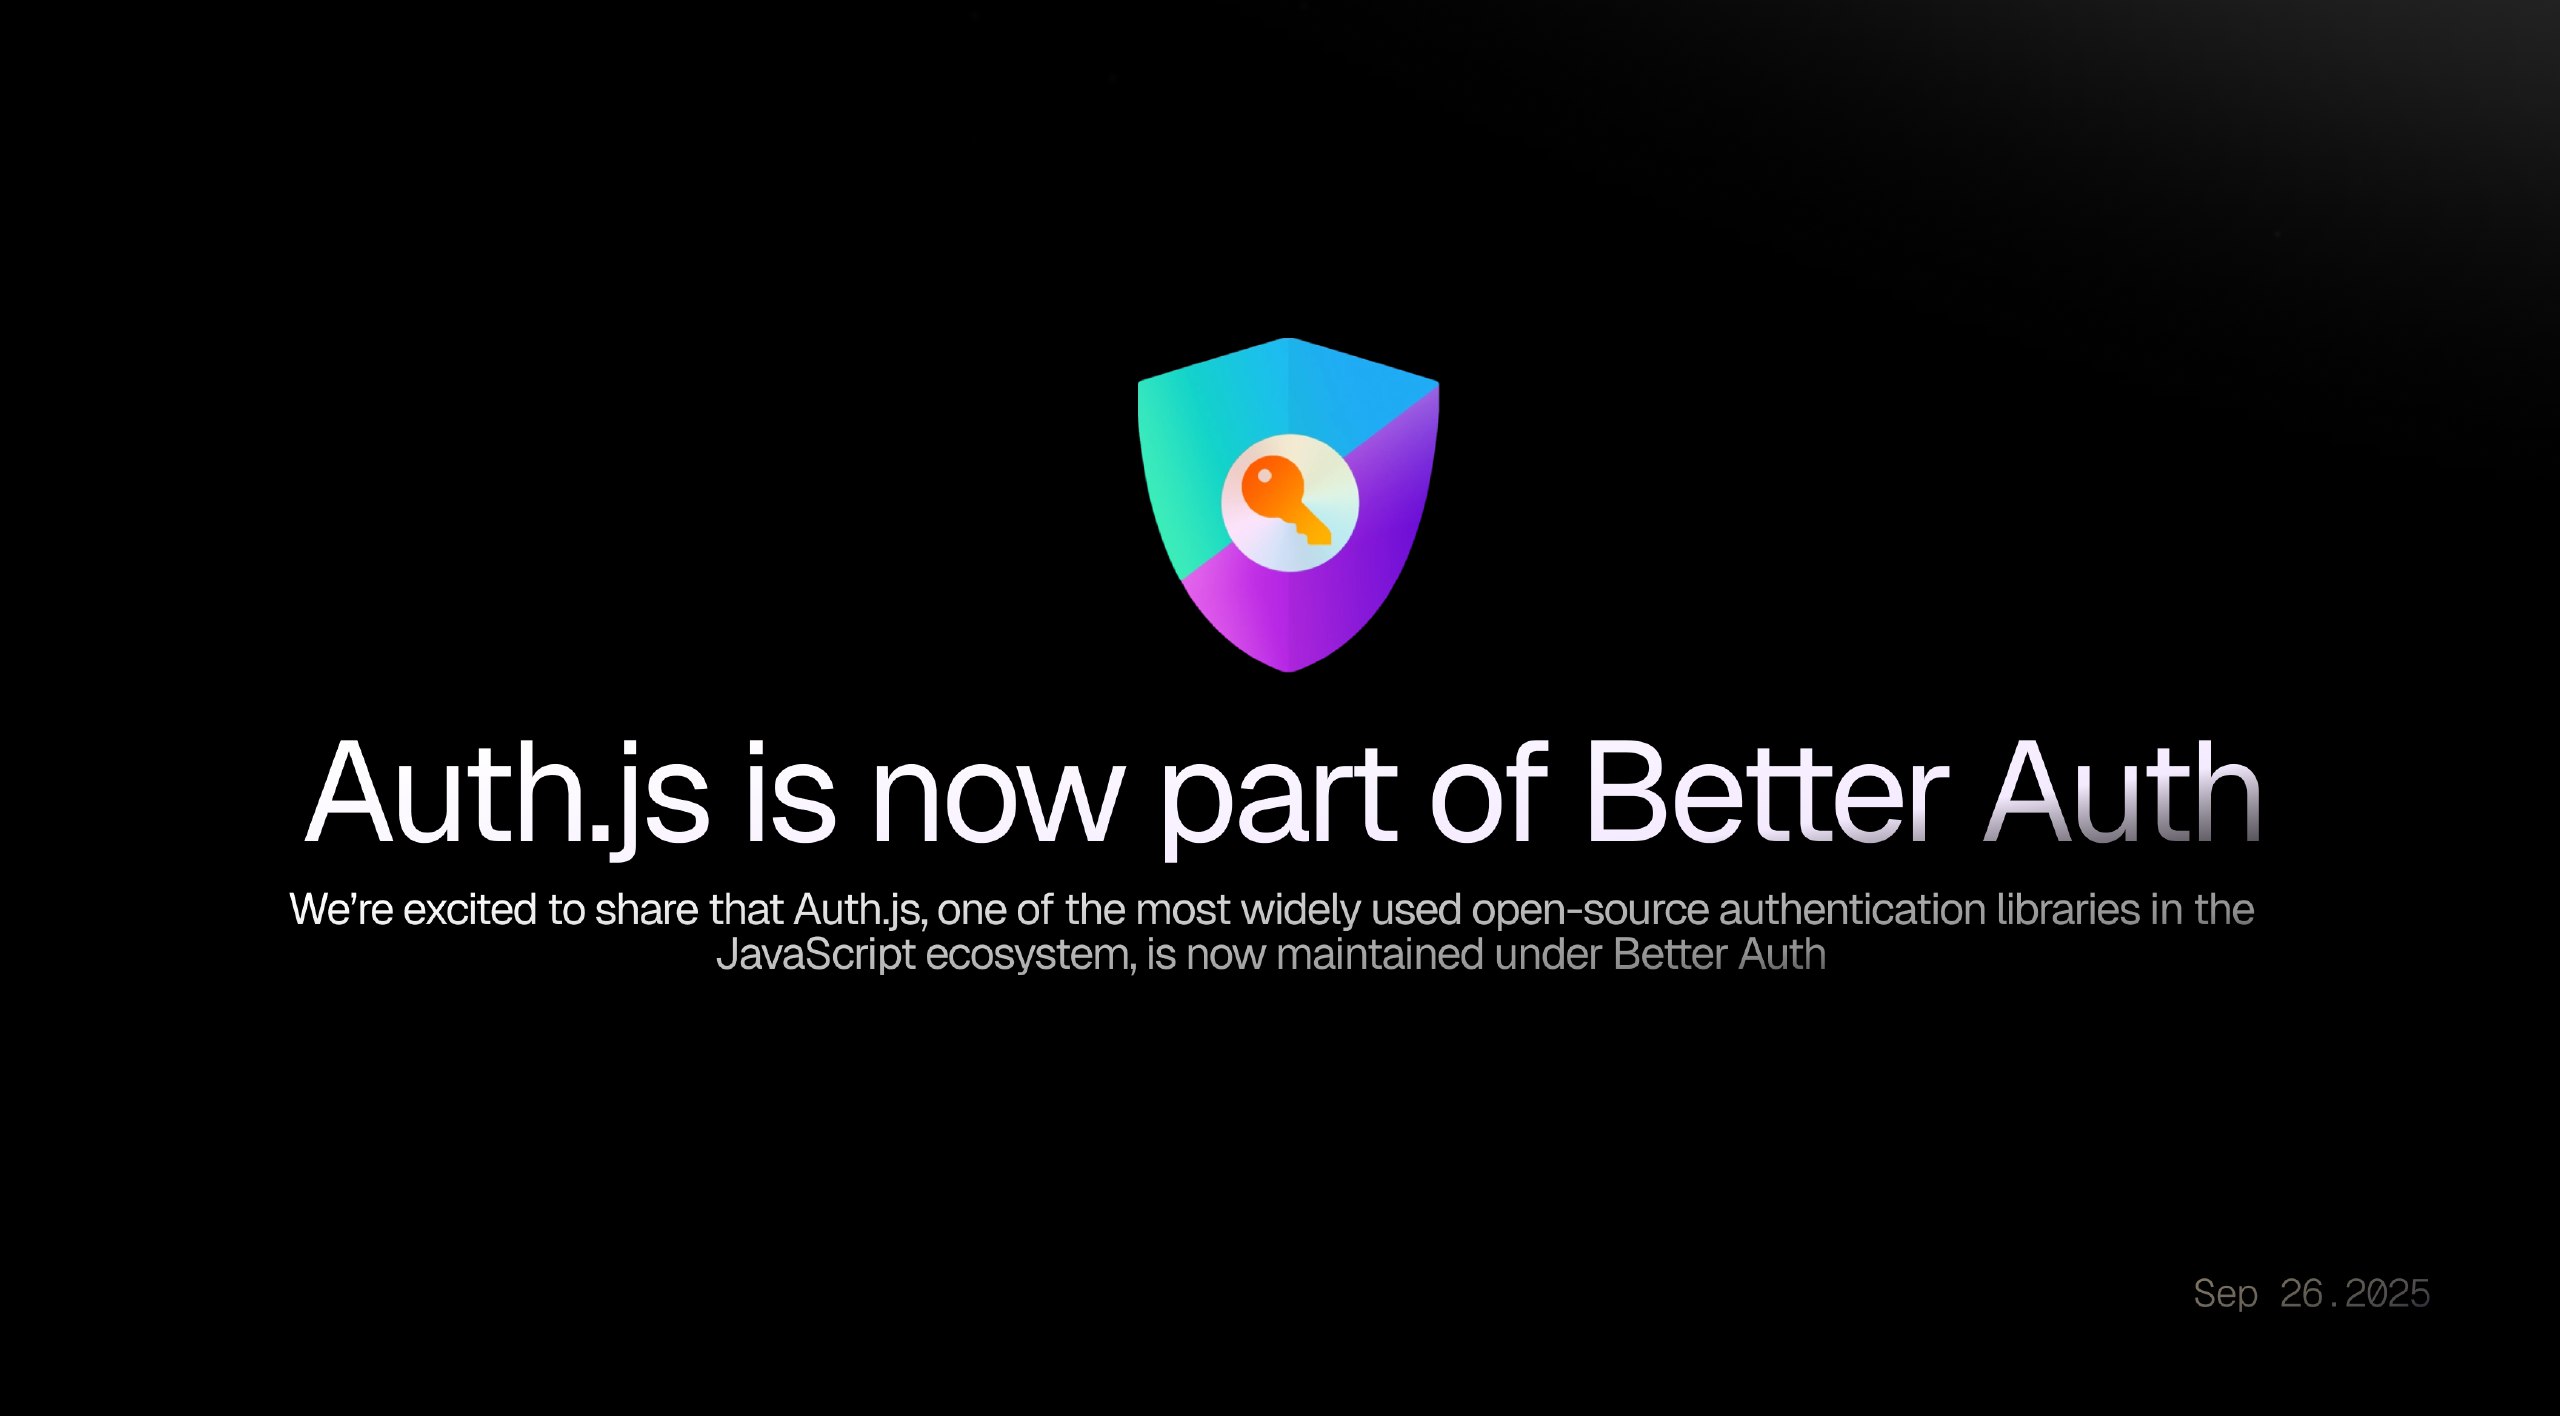 Auth.js is now part of Better Auth
We’re excited to share that Auth.js, one of the most widely used open-source authentication libraries in the
JavaScript ecosystem, is now maintained under Better Auth
Sep 26.2025